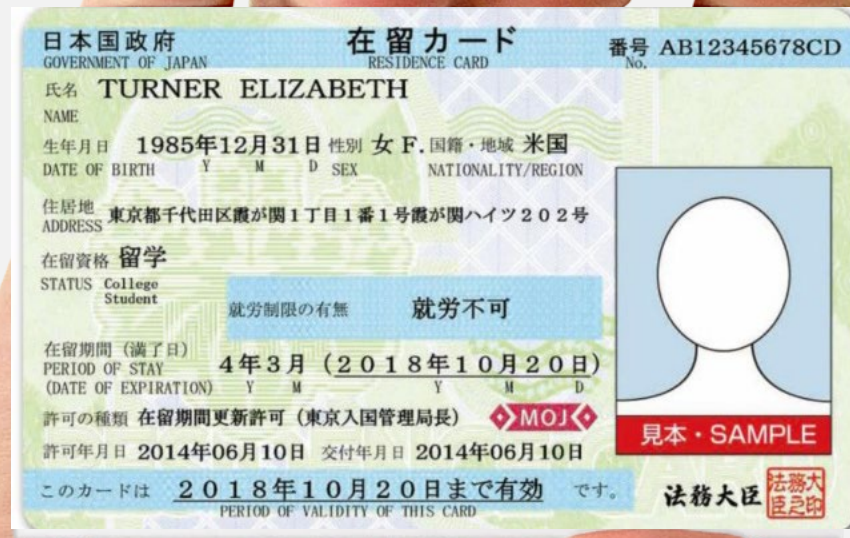 日本国政府 在留カード 番号 AB12345678CD
GOVERNMENT OF JAPAN RESIDENCE CARD No.
氏名 TURNER ELIZABETH
NAME
生年月日 1985年12月31日 性別 女 F. 国籍・地域 米国
DATE OF BIRTH Y M D SEX NATIONALITY/REGION
住居地 東京都千代田区霞が関1丁目1番1号霞が関ハイツ202号
ADDRESS
在留資格 留学
STATUS College
Student
就労制限の有無 就労不可
在留期間(満了日)
PERIOD OF STAY 4年3月(2018年10月20日)
(DATE OF EXPIRATION) Y M Y M D
許可の種類 在留期間更新許可(東京入国管理局長) MOJ
見本・SAMPLE
許可年月日 2014年06月10日 交付年月日 2014年06月10日
このカードは 2018年10月20日まで有効 です。
PERIOD OF VALIDITY OF THIS CARD
法務大臣 法務大臣之印